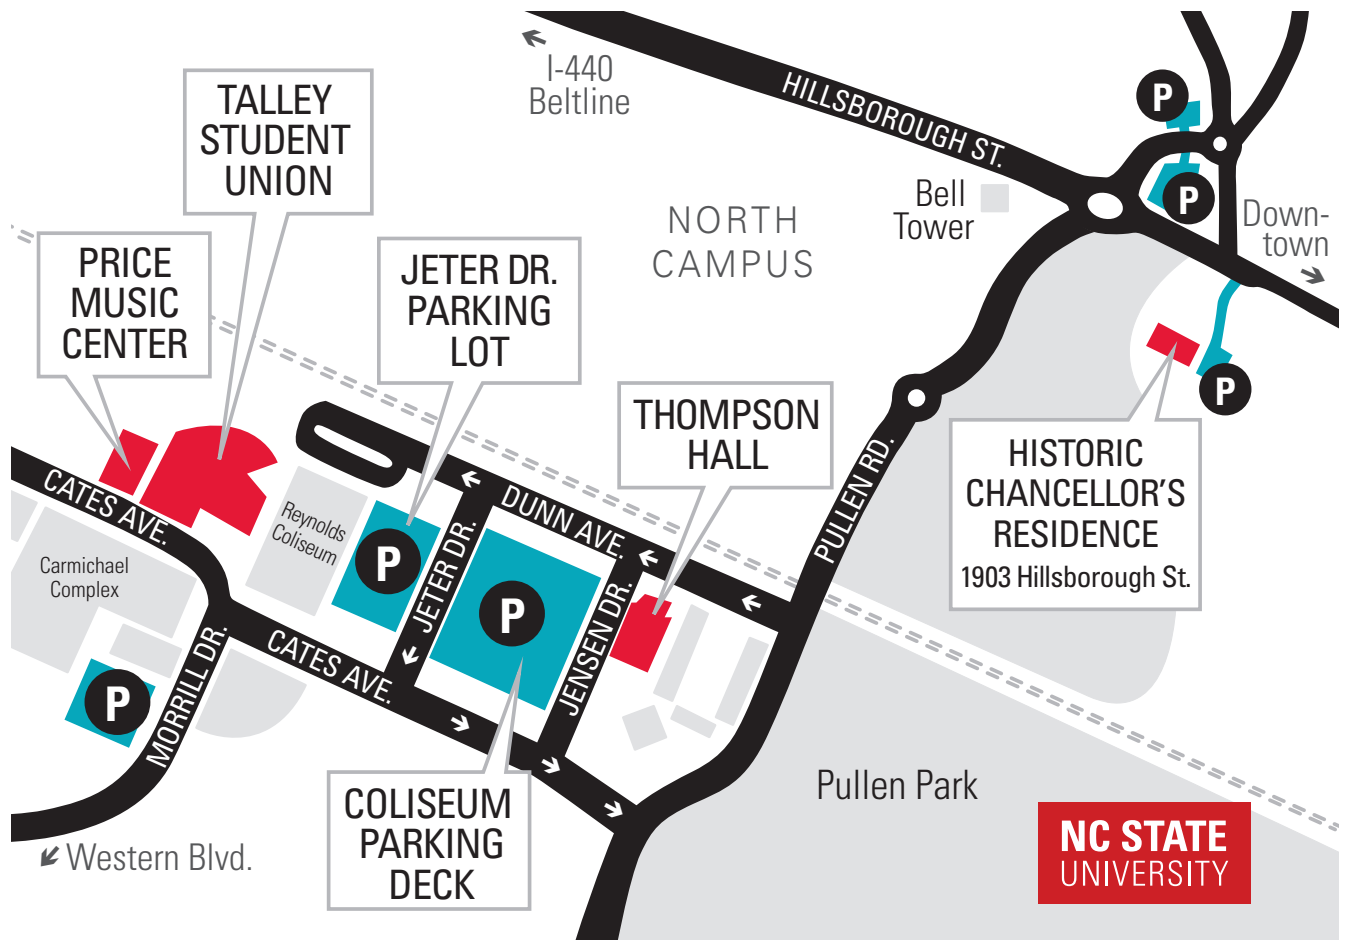 I-440
Beltline
HILLSBOROUGH ST.
P
P
TALLEY
STUDENT
UNION
Bell
Tower
Down-
town
NORTH
CAMPUS
PRICE
MUSIC
CENTER
JETER DR.
PARKING
LOT
P
THOMPSON
HALL
HISTORIC
CHANCELLOR'S
RESIDENCE
1903 Hillsborough St.
PULLEN RD.
CATES AVE.
Reynolds
Coliseum
DUNN AVE.
P
JETER DR.
P
JENSEN DR.
Carmichael
Complex
CATES AVE.
MORRILL DR.
P
Pullen Park
COLISEUM
PARKING
DECK
Western Blvd.
NC STATE
UNIVERSITY